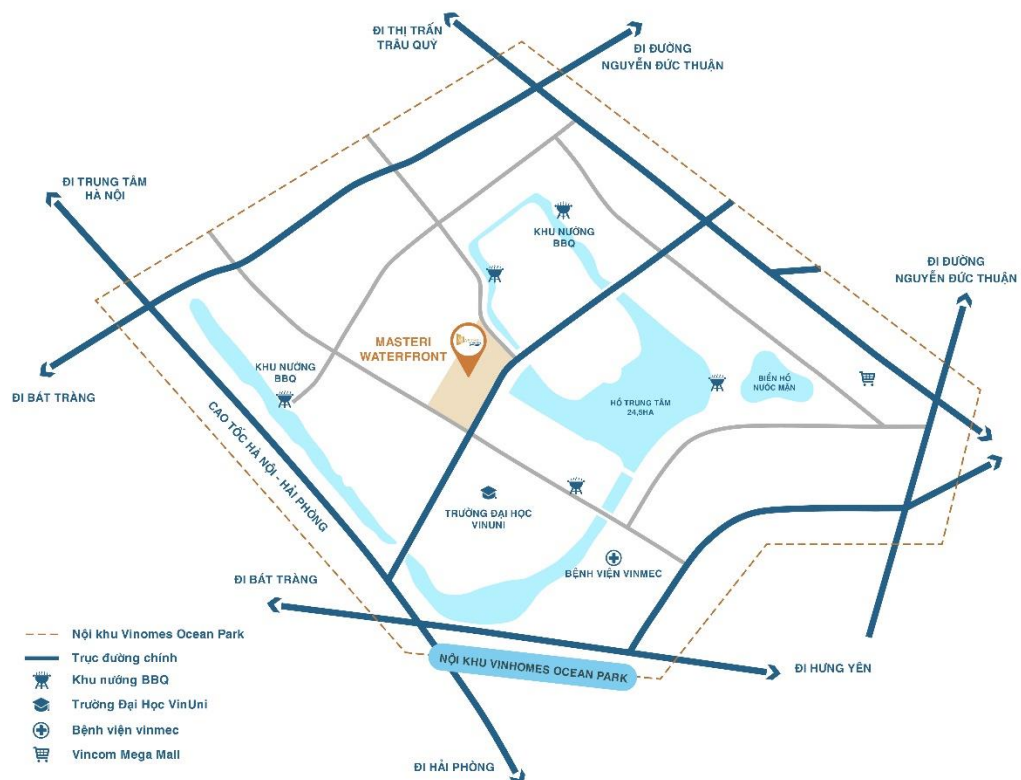 ĐI THỊ TRẤN
TRÂU QUỲ
ĐI ĐƯỜNG
NGUYỄN ĐỨC THUẬN
ĐI TRUNG TÂM
HÀ NỘI
KHU NƯỚNG
BBQ
ĐI ĐƯỜNG
NGUYỄN ĐỨC THUẬN
MASTERI
WATERFRONT
KHU NƯỚNG
BBQ
BIỂN HỒ
NƯỚC MẶN
HỒ TRUNG TÂM
24,5HA
ĐI BÁT TRÀNG
CAO TỐC HÀ NỘI - HẢI PHÒNG
TRƯỜNG ĐẠI HỌC
VINUNI
BỆNH VIỆN VINMEC
ĐI BÁT TRÀNG
NỘI KHU VINHOMES OCEAN PARK
ĐI HƯNG YÊN
Nội khu Vinomes Ocean Park
Trục đường chính
Khu nướng BBQ
Trường Đại Học VinUni
Bệnh viện vinmec
Vincom Mega Mall
ĐI HẢI PHÒNG